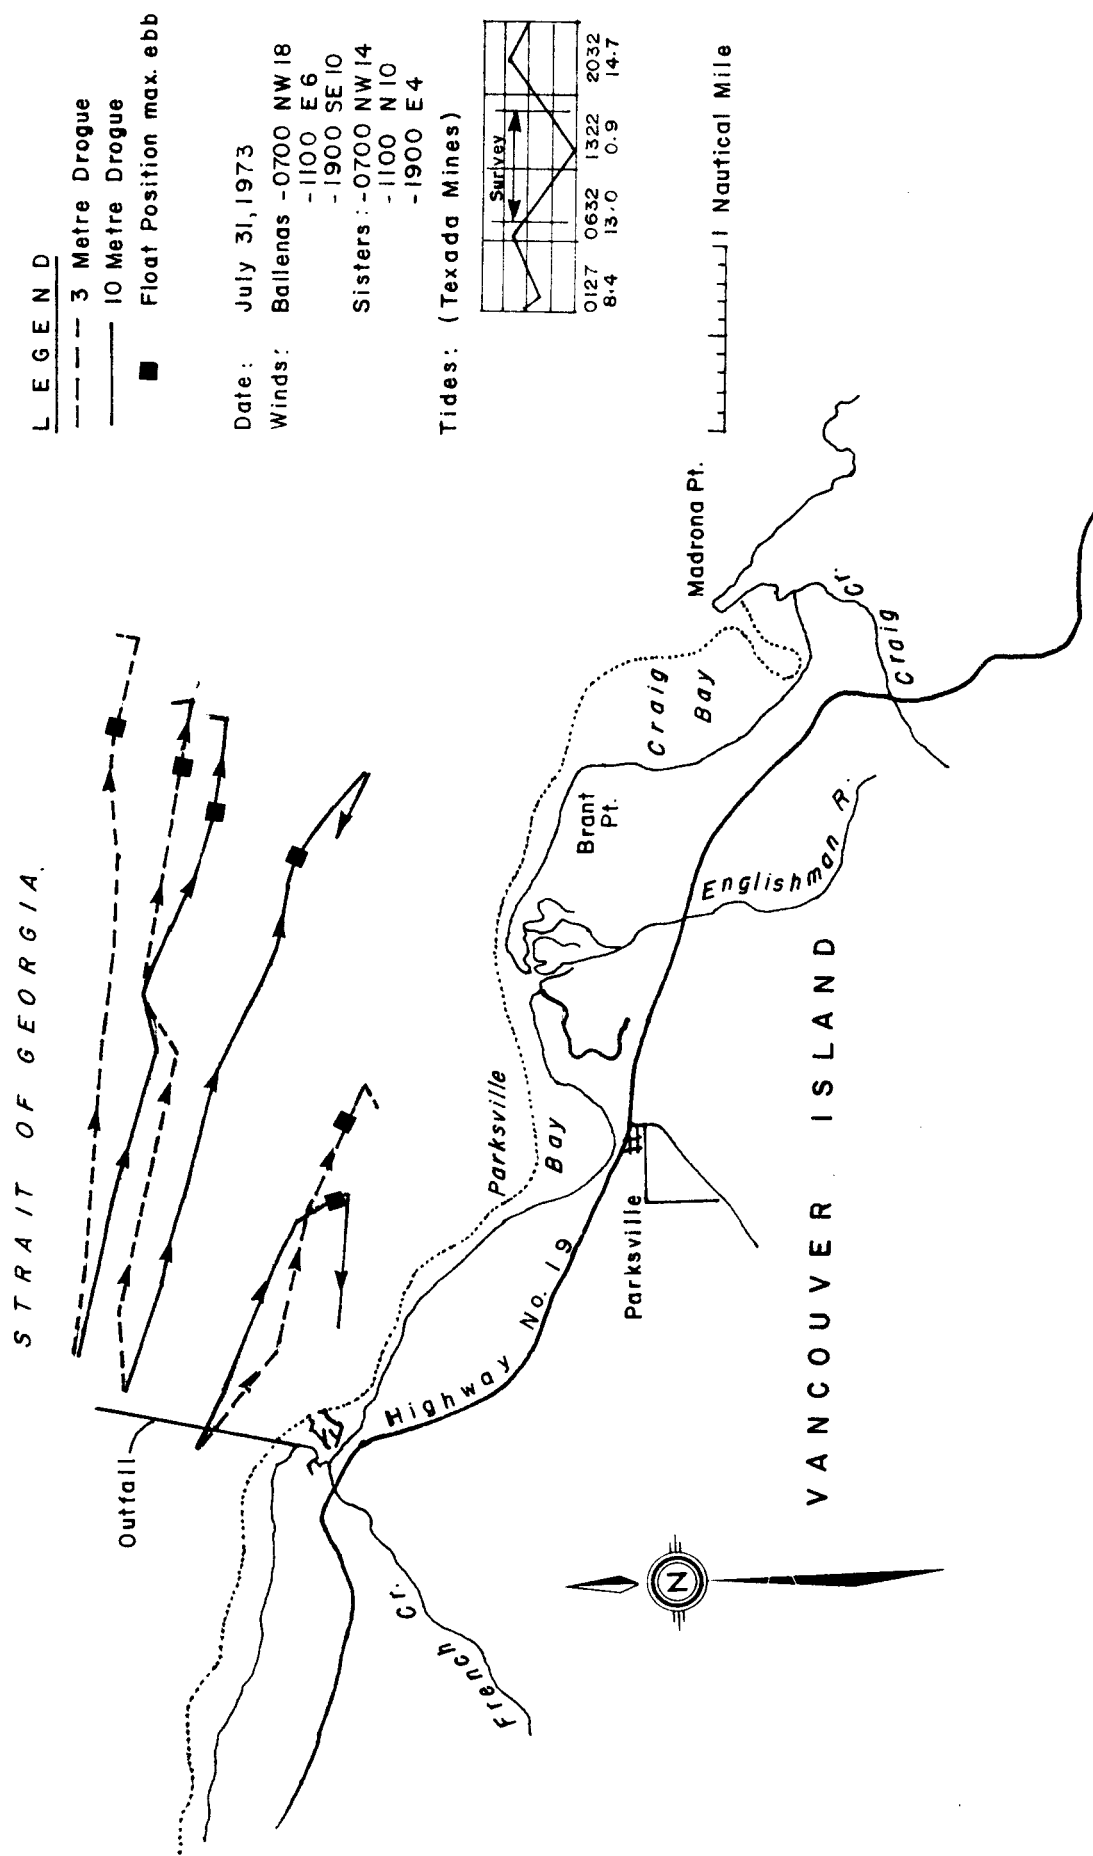 STRAIT OF GEORGIA.
LEGEND
3 Metre Drogue
10 Metre Drogue
Float Position max. ebb
Date: July 31, 1973
Winds: Ballenas -0700 NW 18
-1100 E 6
-1900 SE 10
Sisters: -0700 NW 14
-1100 N 10
-1900 E 4
Tides: (Texada Mines)
Survey
0127 0632 1322 2032
8.4 13.0 0.9 14.7
1 Nautical Mile
Outfall
Parksville
Bay
Craig
Bay
Madrona Pt.
Brant
Pt.
Craig Cr.
Englishman R.
Highway No. 19
Parksville
French Cr.
VANCOUVER ISLAND
N